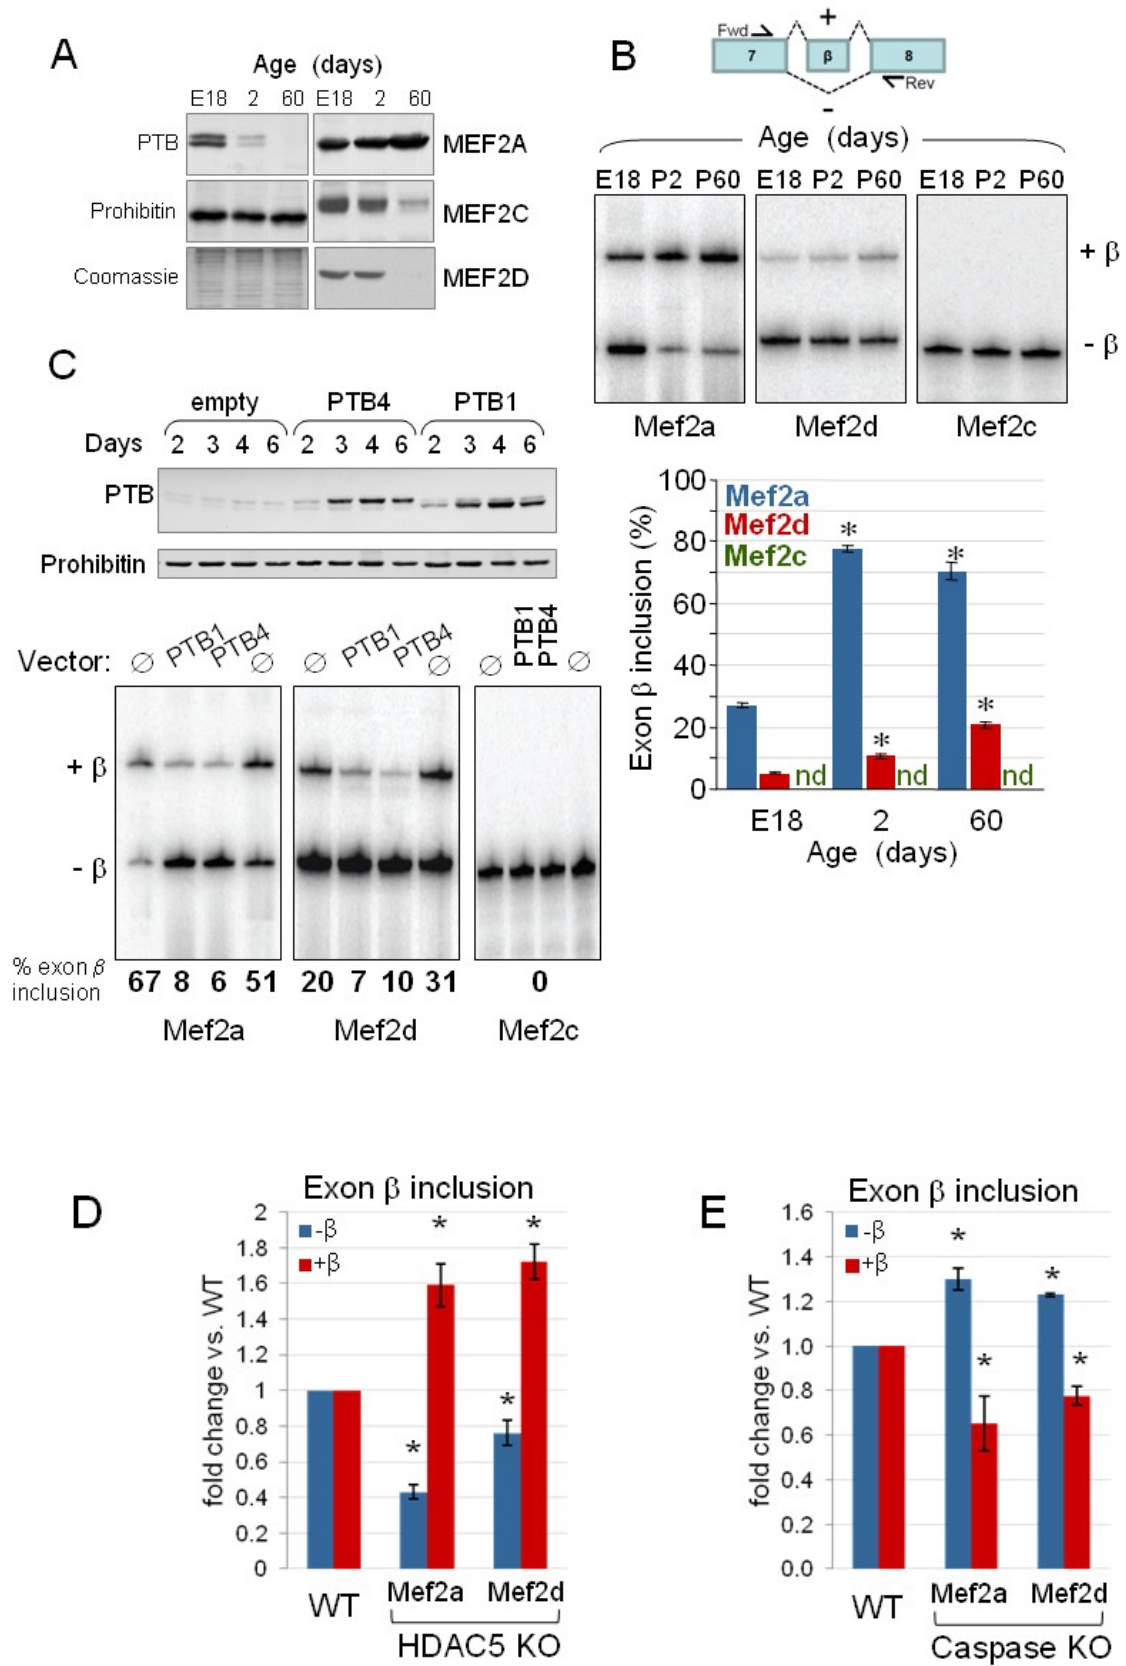 A
Age (days)
E18 2 60 E18 2 60
PTB
MEF2A
Prohibitin
MEF2C
Coomassie
MEF2D
B
+
Fwd
7 β 8
Rev
-
Age (days)
E18 P2 P60 E18 P2 P60 E18 P2 P60
+ β
- β
Mef2a Mef2d Mef2c
100
80
60
40
20
0
Exon β inclusion (%)
Mef2a
Mef2d
Mef2c
* * * *
nd nd nd
E18 2 60
Age (days)
C
empty PTB4 PTB1
Days 2 3 4 6 2 3 4 6 2 3 4 6
PTB
Prohibitin
Vector: ∅ PTB1 PTB4 ∅ ∅ PTB1 PTB4 ∅ ∅ PTB1 PTB4 ∅
+ β
- β
% exon β
inclusion
67 8 6 51 20 7 10 31 0
Mef2a Mef2d Mef2c
D
Exon β inclusion
fold change vs. WT
2
1.8
1.6
1.4
1.2
1
0.8
0.6
0.4
0.2
0
-β
+β
* * * *
WT Mef2a Mef2d
HDAC5 KO
E
Exon β inclusion
fold change vs. WT
1.6
1.4
1.2
1.0
0.8
0.6
0.4
0.2
0.0
-β
+β
* * * *
WT Mef2a Mef2d
Caspase KO